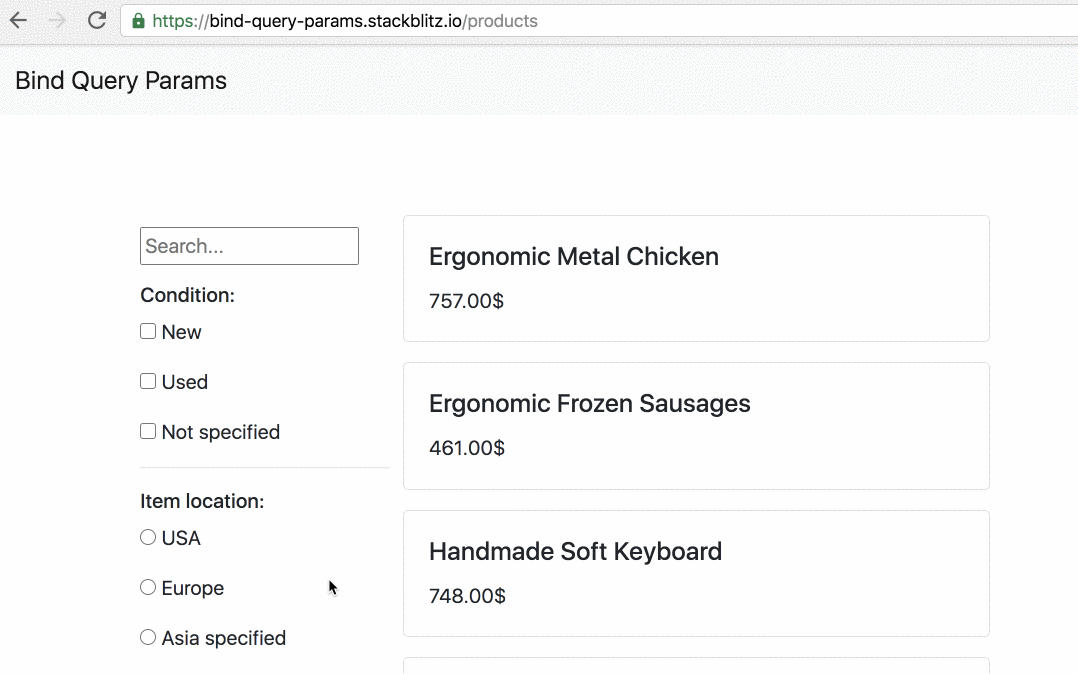 https://bind-query-params.stackblitz.io/products
Bind Query Params
Search...
Condition:
New
Used
Not specified
Item location:
USA
Europe
Asia specified
Ergonomic Metal Chicken
757.00$
Ergonomic Frozen Sausages
461.00$
Handmade Soft Keyboard
748.00$